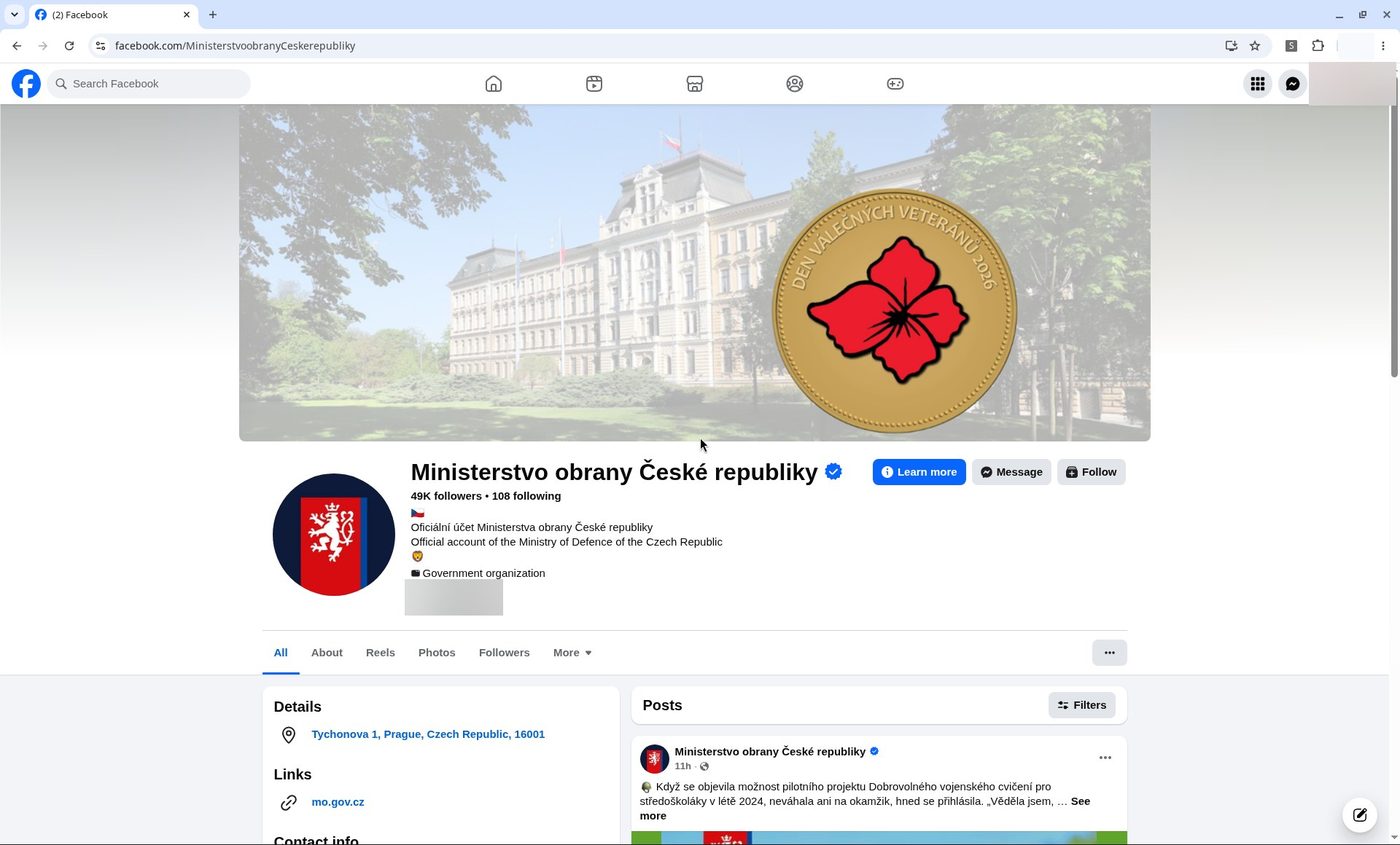 (2) Facebook
facebook.com/MinisterstvoobranyCeskerepubliky
S
Search Facebook
DEN VÁLEČNÝCH VETERÁNŮ 2026
Ministerstvo obrany České republiky
Learn more
Message
Follow
49K followers • 108 following
🇨🇿
Oficiální účet Ministerstva obrany České republiky
Official account of the Ministry of Defence of the Czech Republic
🦁
Government organization
All
About
Reels
Photos
Followers
More
Details
Tychonova 1, Prague, Czech Republic, 16001
Links
mo.gov.cz
Contact info
Posts
Filters
Ministerstvo obrany České republiky
11h ·
🪖 Když se objevila možnost pilotního projektu Dobrovolného vojenského cvičení pro
středoškoláky v létě 2024, neváhala ani na okamžik, hned se přihlásila. „Věděla jsem, … See
more